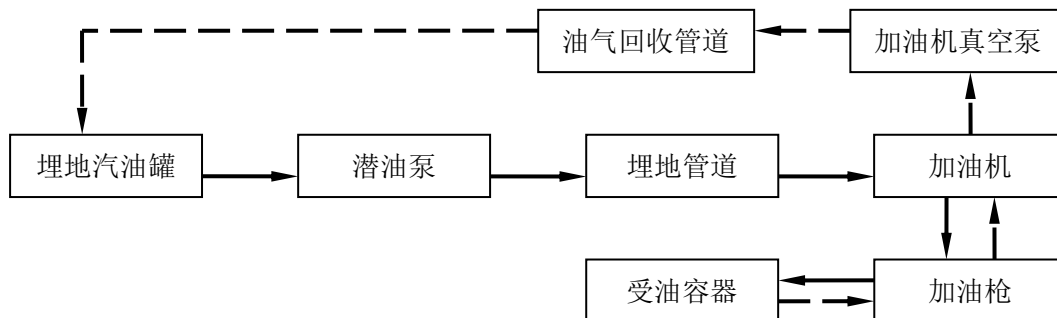 油气回收管道
加油机真空泵
埋地汽油罐
潜油泵
埋地管道
加油机
受油容器
加油枪